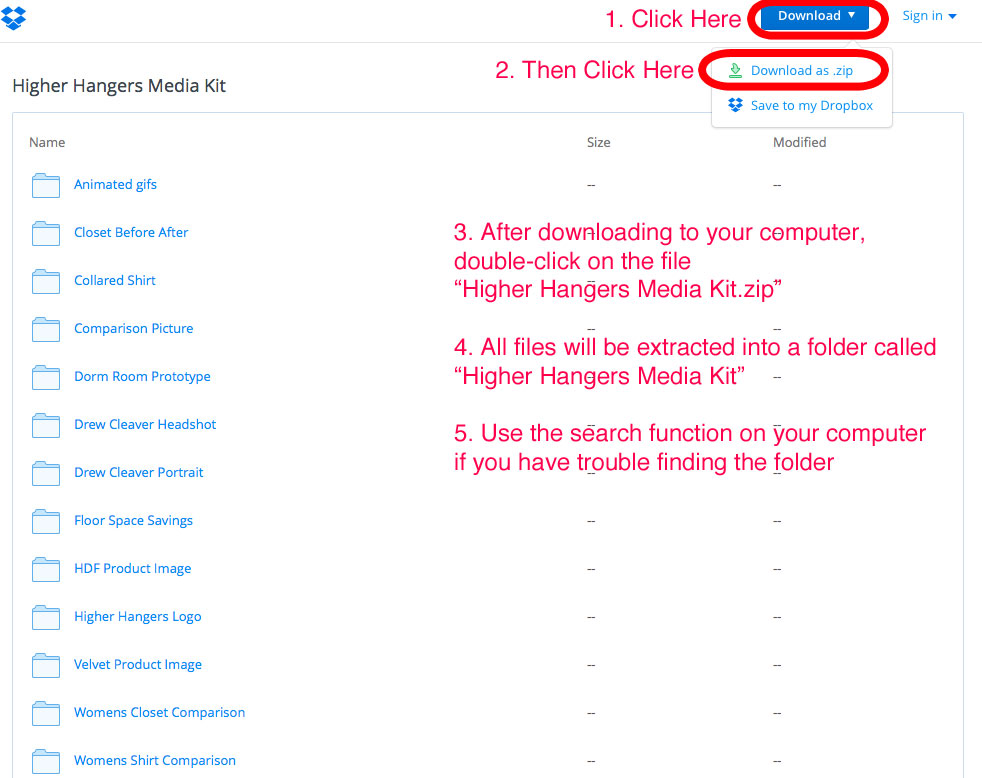 1. Click Here
Download ▼
Sign in
2. Then Click Here
Download as .zip
Save to my Dropbox
Higher Hangers Media Kit
Name Size Modified
Animated gifs -- --
Closet Before After -- --
3. After downloading to your computer,
double-click on the file
“Higher Hangers Media Kit.zip”
Collared Shirt -- --
Comparison Picture -- --
4. All files will be extracted into a folder called
“Higher Hangers Media Kit”
Dorm Room Prototype -- --
Drew Cleaver Headshot -- --
5. Use the search function on your computer
if you have trouble finding the folder
Drew Cleaver Portrait -- --
Floor Space Savings -- --
HDF Product Image -- --
Higher Hangers Logo -- --
Velvet Product Image -- --
Womens Closet Comparison -- --
Womens Shirt Comparison -- --